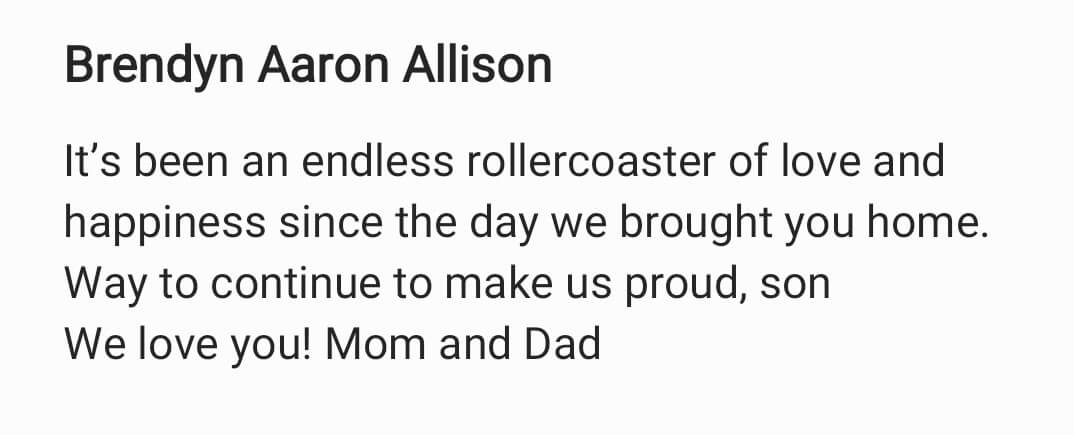 Brendyn Aaron Allison
It’s been an endless rollercoaster of love and
happiness since the day we brought you home.
Way to continue to make us proud, son
We love you! Mom and Dad